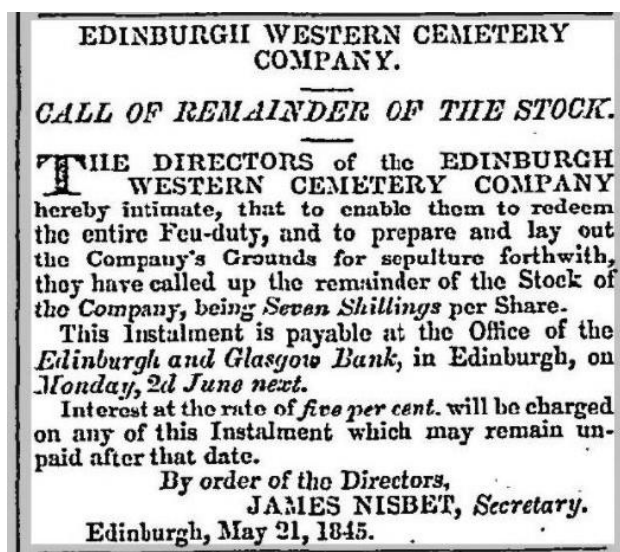 EDINBURGH WESTERN CEMETERY
COMPANY.
CALL OF REMAINDER OF THE STOCK.
THE DIRECTORS of the EDINBURGH
WESTERN CEMETERY COMPANY
hereby intimate, that to enable them to redeem
the entire Feu-duty, and to prepare and lay out
the Company's Grounds for sepulture forthwith,
they have called up the remainder of the Stock of
the Company, being Seven Shillings per Share.
This Instalment is payable at the Office of the
Edinburgh and Glasgow Bank, in Edinburgh, on
Monday, 2d June next.
Interest at the rate of five per cent. will be charged
on any of this Instalment which may remain un-
paid after that date.
By order of the Directors,
JAMES NISBET, Secretary.
Edinburgh, May 21, 1845.